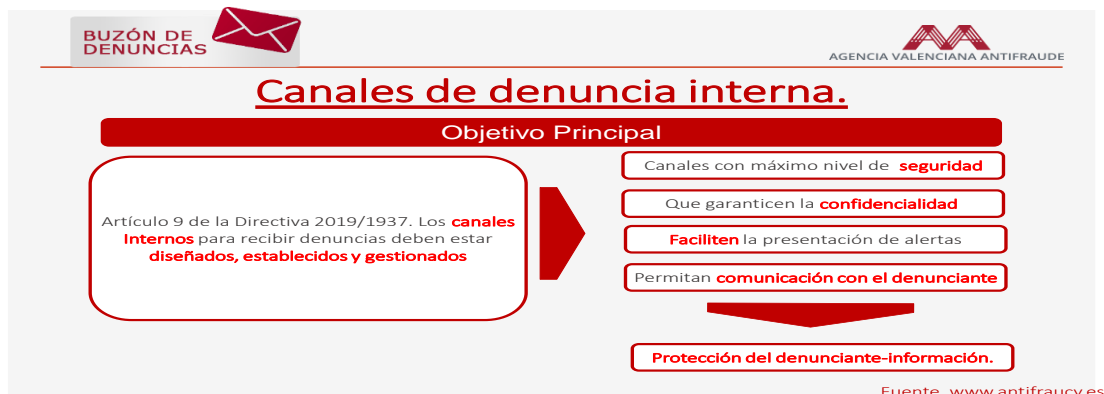 BUZÓN DE
DENUNCIAS
AGENCIA VALENCIANA ANTIFRAUDE
Canales de denuncia interna.
Objetivo Principal
Artículo 9 de la Directiva 2019/1937. Los canales
Internos para recibir denuncias deben estar
diseñados, establecidos y gestionados
Canales con máximo nivel de seguridad
Que garanticen la confidencialidad
Faciliten la presentación de alertas
Permitan comunicación con el denunciante
Protección del denunciante-información.
Fuente. www.antifraucv.es